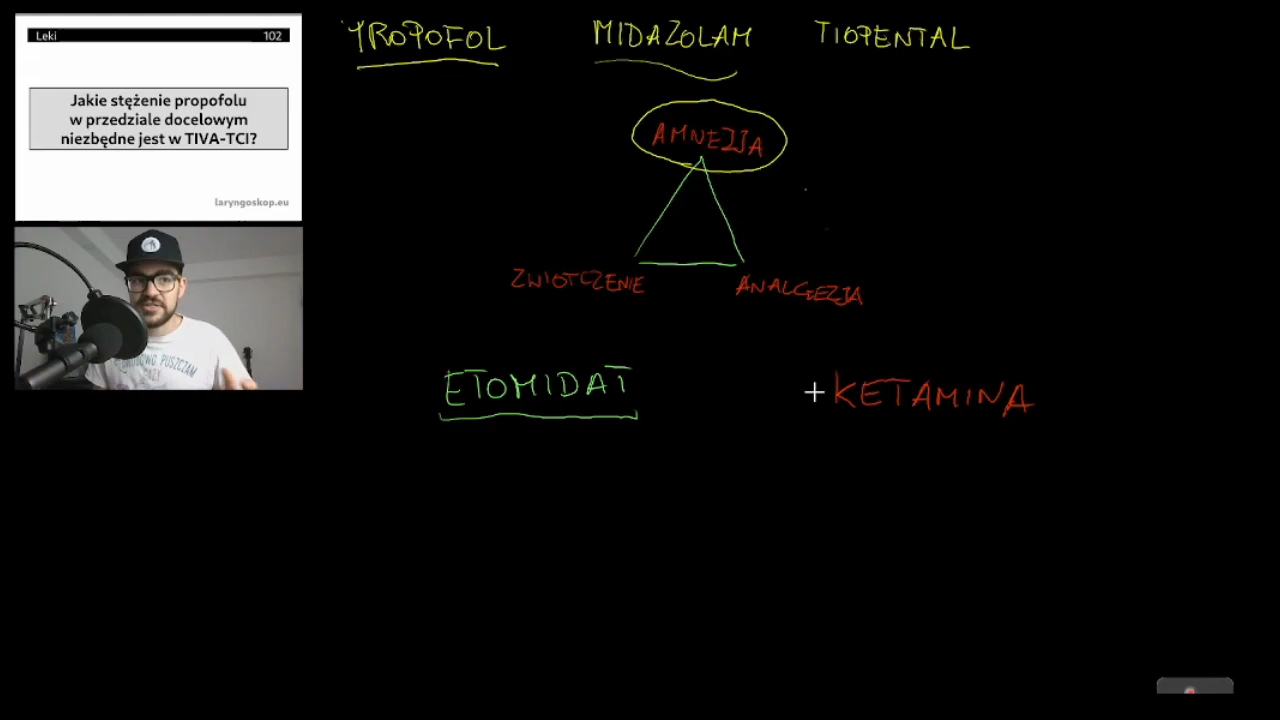 Leki 102
Jakie stężenie propofolu
w przedziale docelowym
niezbędne jest w TIVA-TCI?
laryngoskop.eu
PROPOFOL MIDAZOLAM TIOPENTAL
AMNEZJA
ZWIOTCZENIE ANALGEZJA
ETOMIDAT + KETAMINA
PUSZCZAM